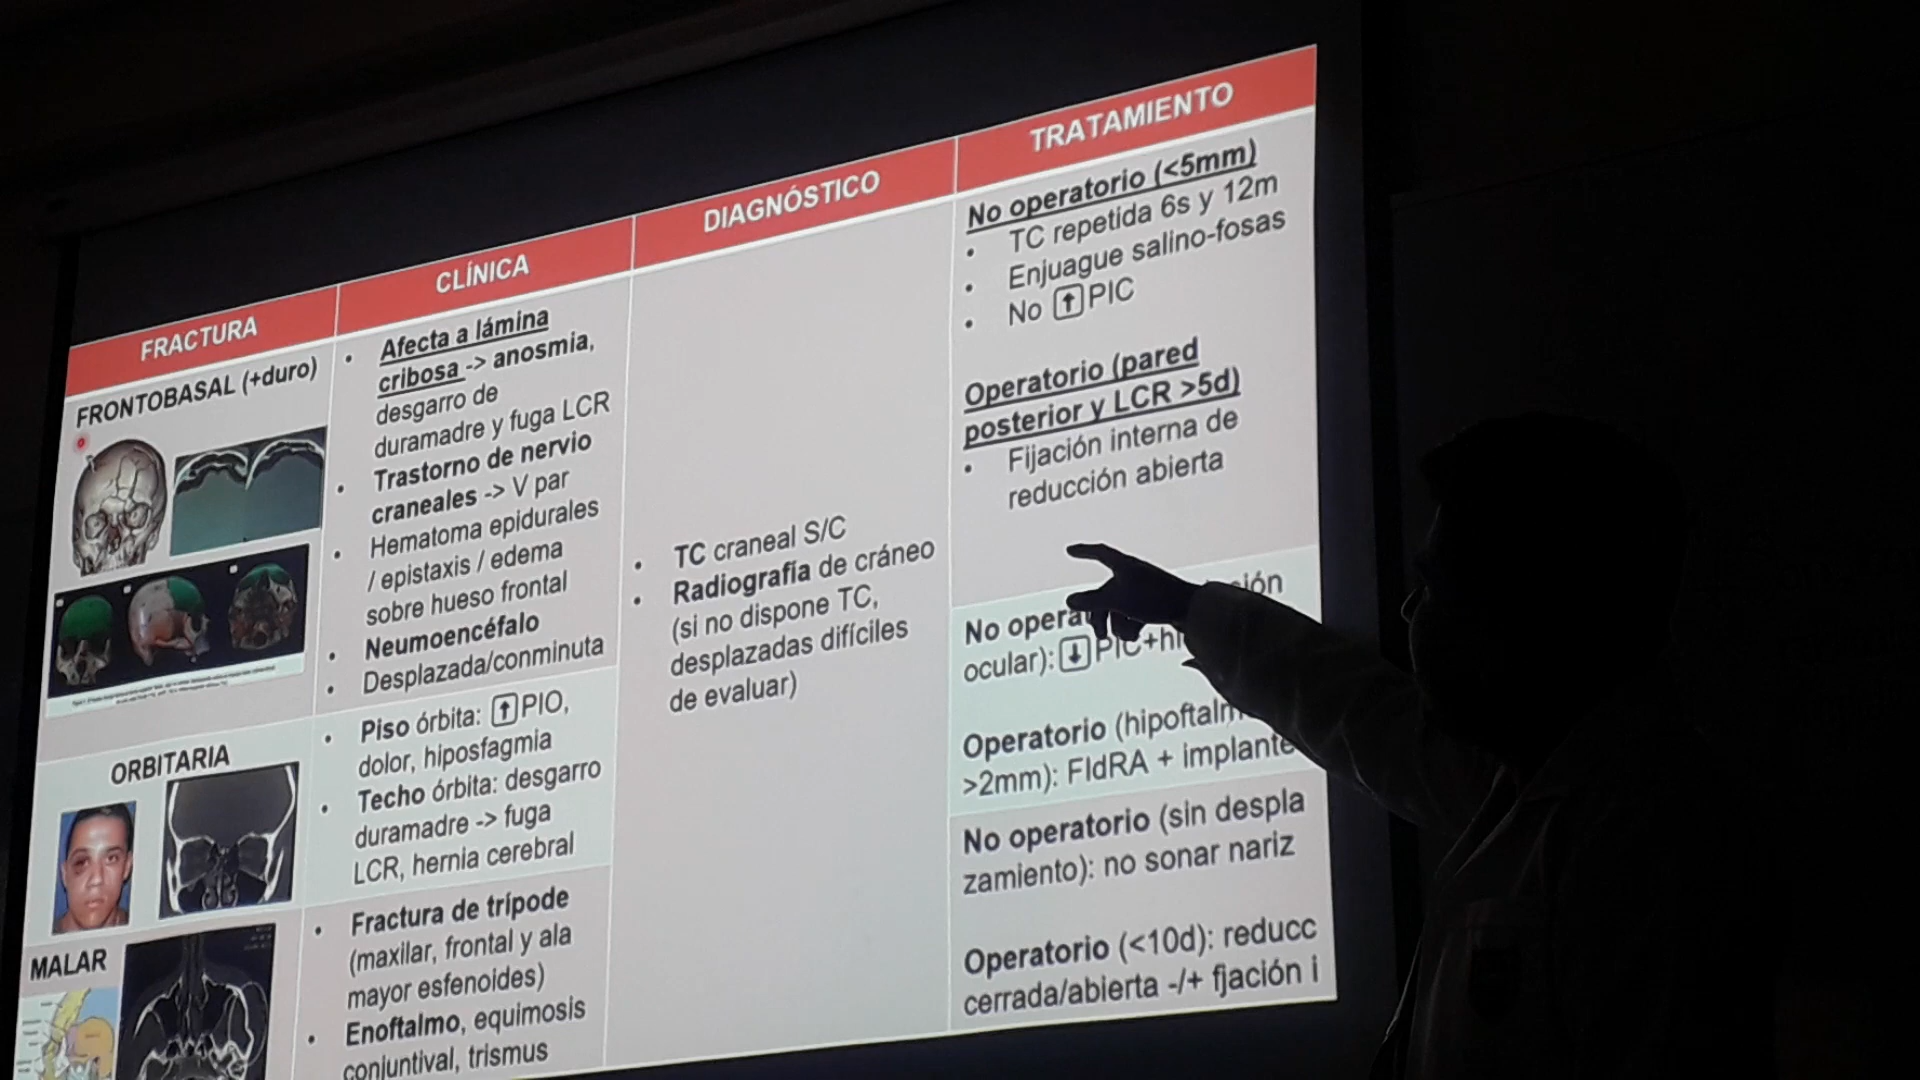 FRACTURA
CLÍNICA
DIAGNÓSTICO
TRATAMIENTO
FRONTOBASAL (+duro)
• Afecta a lámina
cribosa -> anosmia,
desgarro de
duramadre y fuga LCR
• Trastorno de nervio
craneales -> V par
• Hematoma epidurales
/ epistaxis / edema
sobre hueso frontal
• Neumoencéfalo
• Desplazada/conminuta
• TC craneal S/C
• Radiografía de cráneo
(si no dispone TC,
desplazadas difíciles
de evaluar)
No operatorio (<5mm)
• TC repetida 6s y 12m
• Enjuague salino-fosas
• No ↑ PIC
Operatorio (pared
posterior y LCR >5d)
• Fijación interna de
reducción abierta
ORBITARIA
• Piso órbita: ↑ PIO,
dolor, hiposfagmia
• Techo órbita: desgarro
duramadre -> fuga
LCR, hernia cerebral
No
ocular): ↓ PIC+
Operatorio
>2mm): FIdRA + implante
MALAR
• Fractura de trípode
(maxilar, frontal y ala
mayor esfenoides)
• Enoftalmo, equimosis
conjuntival, trismus
No operatorio (sin despla
zamiento): no sonar nariz
Operatorio (<10d): reducc
cerrada/abierta -/+ fjación i